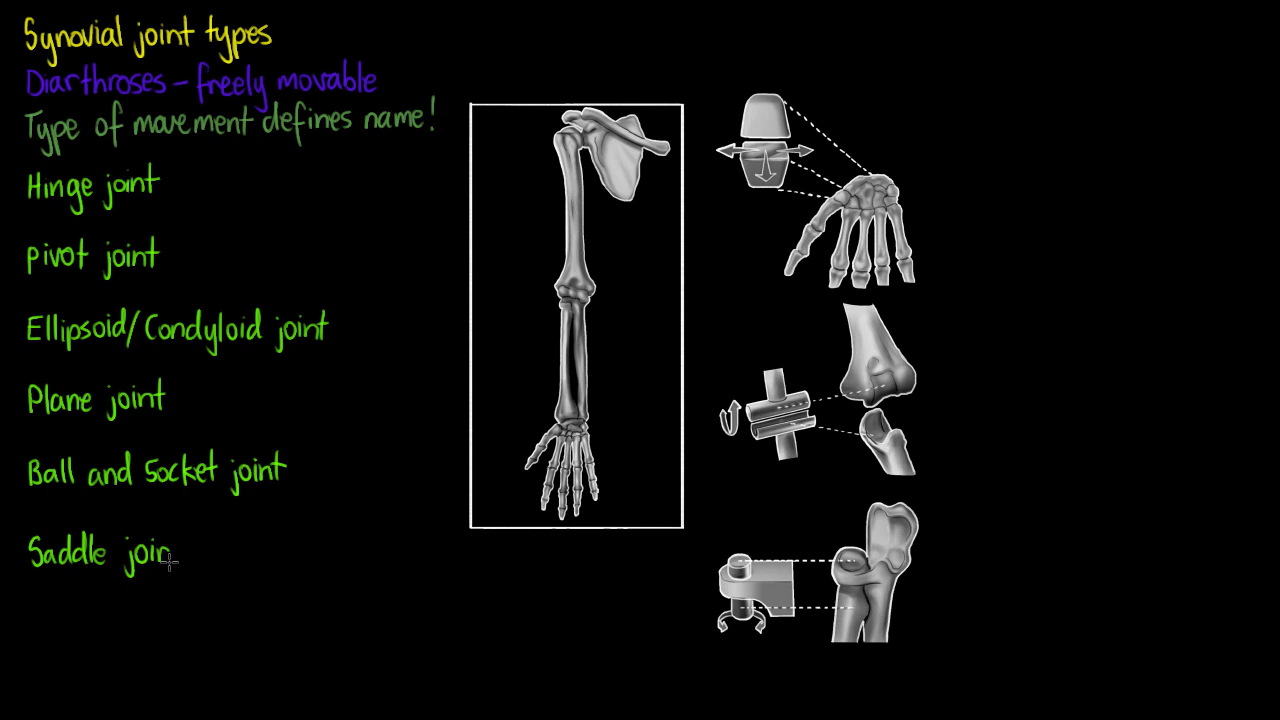 Synovial joint types
Diarthroses - freely movable
Type of movement defines name!
Hinge joint
Pivot joint
Ellipsoid/Condyloid joint
Plane joint
Ball and Socket joint
Saddle join